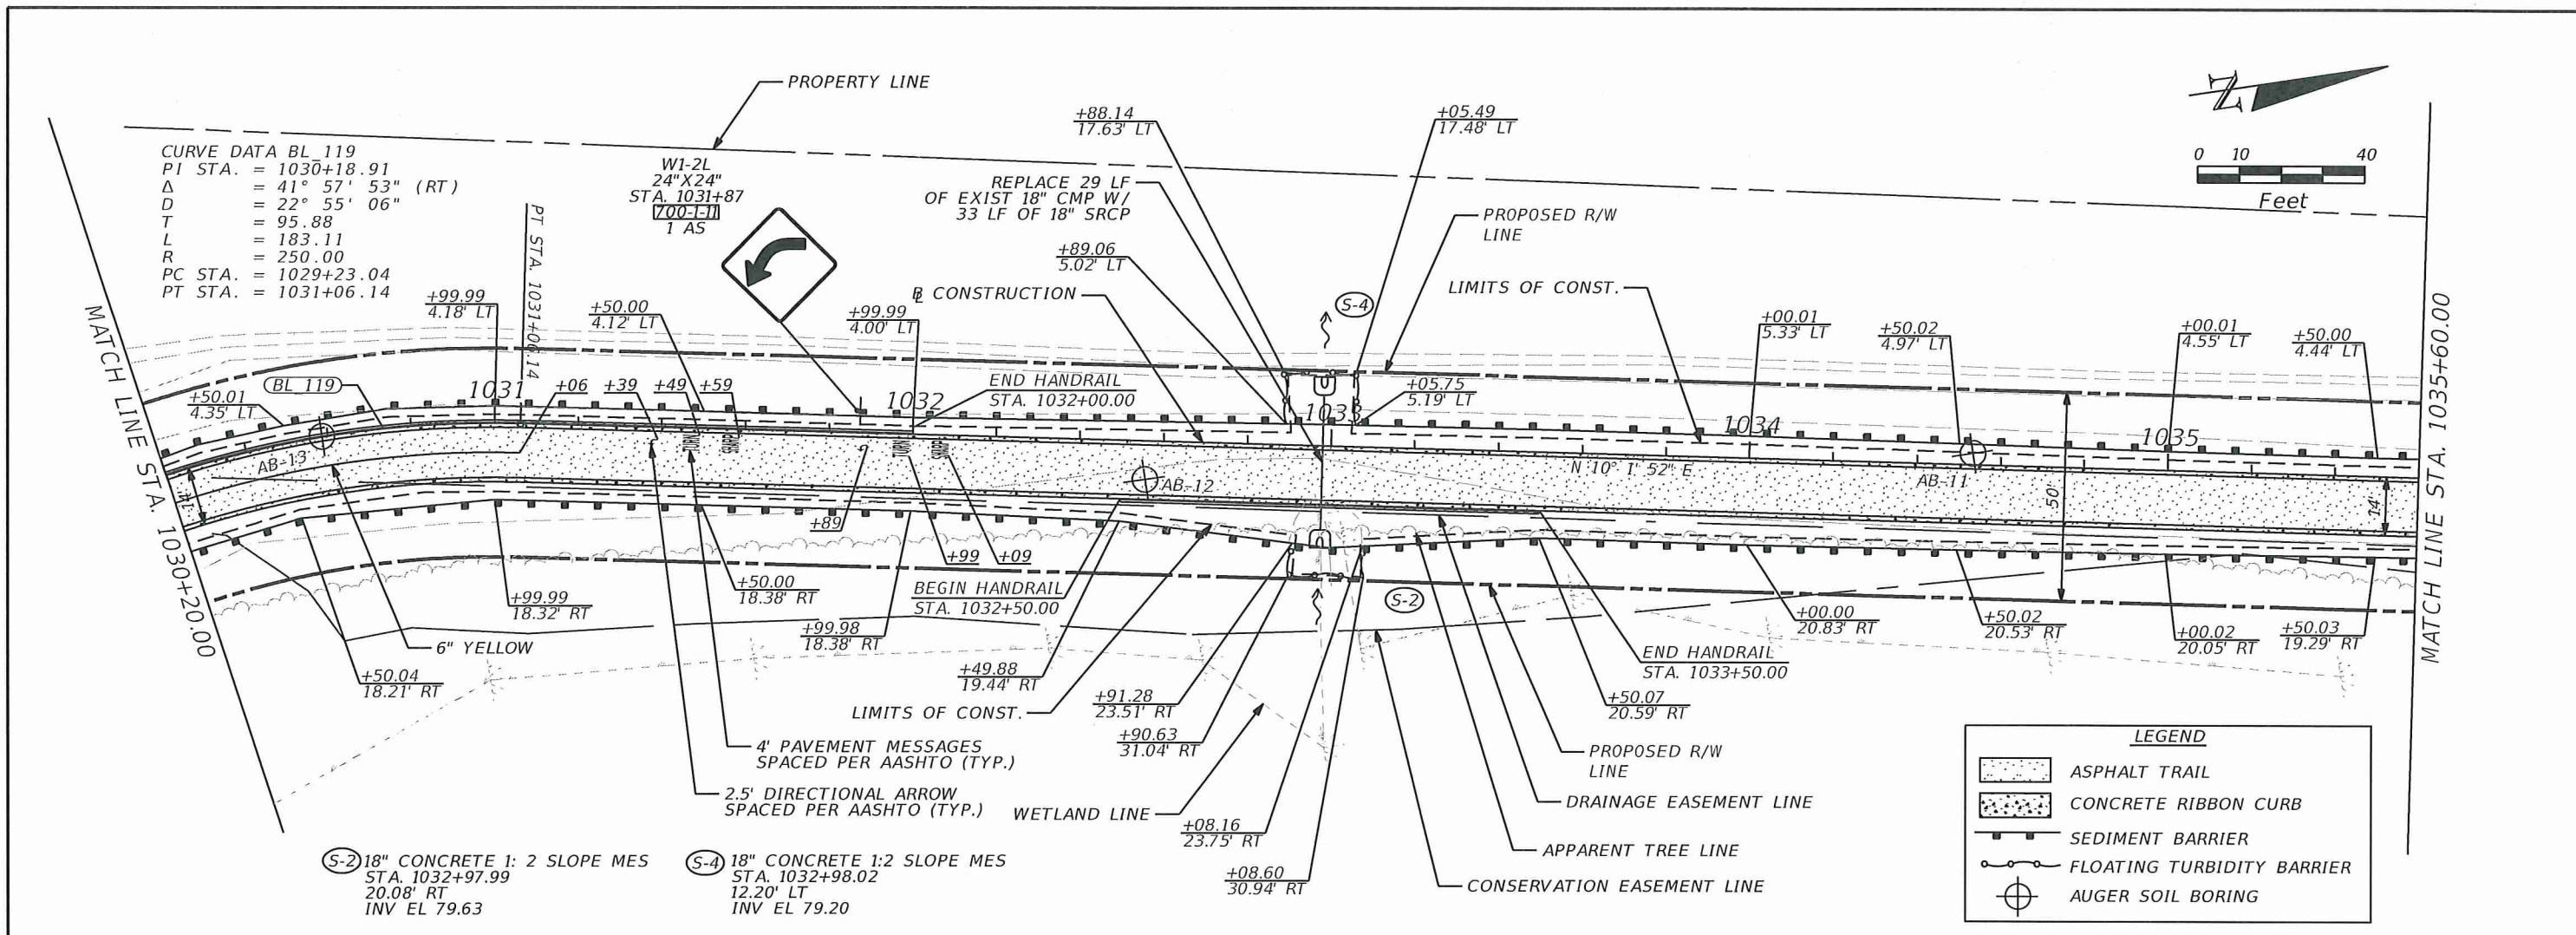 PROPERTY LINE
CURVE DATA BL_119
PI STA. = 1030+18.91
Δ = 41° 57' 53" (RT)
D = 22° 55' 06"
T = 95.88
L = 183.11
R = 250.00
PC STA. = 1029+23.04
PT STA. = 1031+06.14
PT STA. 1031+06.14
W1-2L
24"X24"
STA. 1031+87
700-1-11
1 AS
+88.14
17.63' LT
+05.49
17.48' LT
REPLACE 29 LF
OF EXIST 18" CMP W/
33 LF OF 18" SRCP
PROPOSED R/W
LINE
N
0 10 40
Feet
+89.06
5.02' LT
B CONSTRUCTION
S-4
LIMITS OF CONST.
MATCH LINE STA. 1030+20.00
+99.99
4.18' LT
+50.00
4.12' LT
+99.99
4.00' LT
+00.01
5.33' LT
+50.02
4.97' LT
+00.01
4.55' LT
+50.00
4.44' LT
MATCH LINE STA. 1035+60.00
BL_119
+50.01
4.35' LT
1031
+06
+39
+49
+59
1032
END HANDRAIL
STA. 1032+00.00
+05.75
5.19' LT
1033
1034
1035
AB-13
N 10° 1' 52" E
AB-12
AB-11
50'
14'
+89
+99
+09
BEGIN HANDRAIL
STA. 1032+50.00
S-2
+99.99
18.32' RT
+50.00
18.38' RT
+99.98
18.38' RT
+00.00
20.83' RT
+50.02
20.53' RT
+00.02
20.05' RT
+50.03
19.29' RT
6" YELLOW
+50.04
18.21' RT
+49.88
19.44' RT
END HANDRAIL
STA. 1033+50.00
LIMITS OF CONST.
+91.28
23.51' RT
+50.07
20.59' RT
+90.63
31.04' RT
4' PAVEMENT MESSAGES
SPACED PER AASHTO (TYP.)
PROPOSED R/W
LINE
2.5' DIRECTIONAL ARROW
SPACED PER AASHTO (TYP.)
WETLAND LINE
DRAINAGE EASEMENT LINE
+08.16
23.75' RT
APPARENT TREE LINE
+08.60
30.94' RT
CONSERVATION EASEMENT LINE
S-2 18" CONCRETE 1: 2 SLOPE MES
STA. 1032+97.99
20.08' RT
INV EL 79.63
S-4 18" CONCRETE 1:2 SLOPE MES
STA. 1032+98.02
12.20' LT
INV EL 79.20
LEGEND
ASPHALT TRAIL
CONCRETE RIBBON CURB
SEDIMENT BARRIER
FLOATING TURBIDITY BARRIER
AUGER SOIL BORING